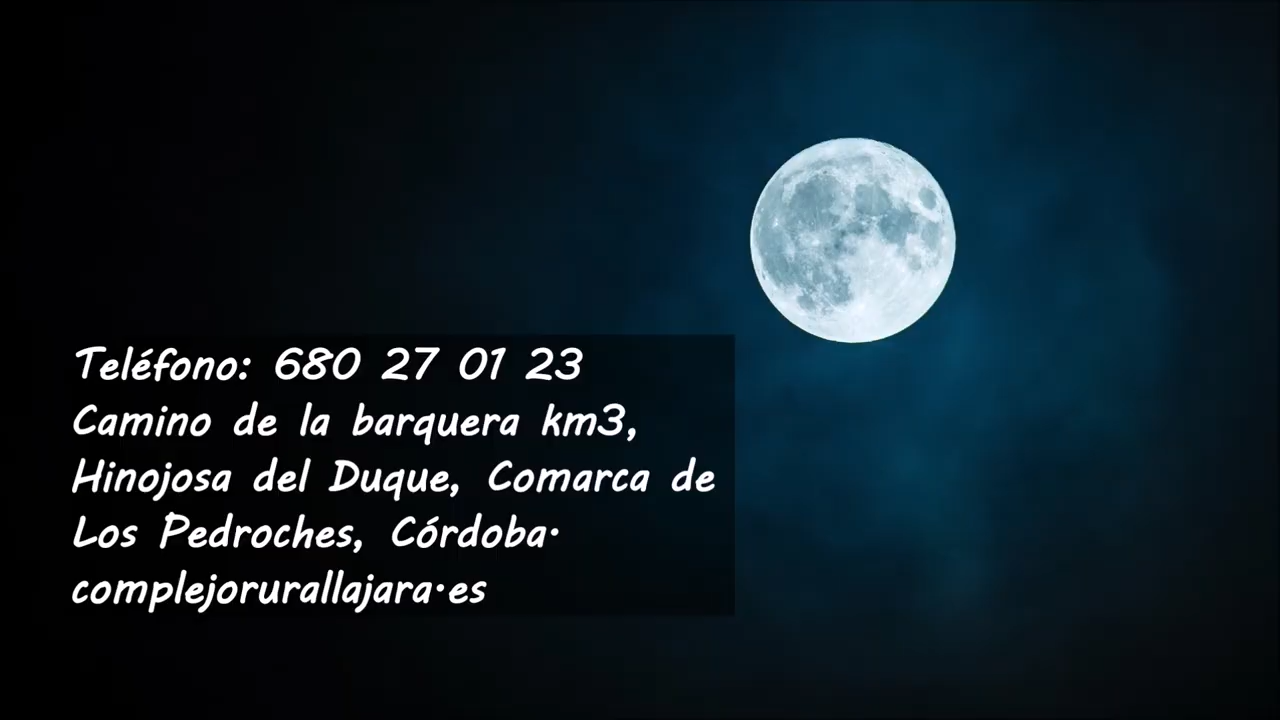 Teléfono: 680 27 01 23
Camino de la barquera km3,
Hinojosa del Duque, Comarca de
Los Pedroches, Córdoba.
complejorurallajara.es